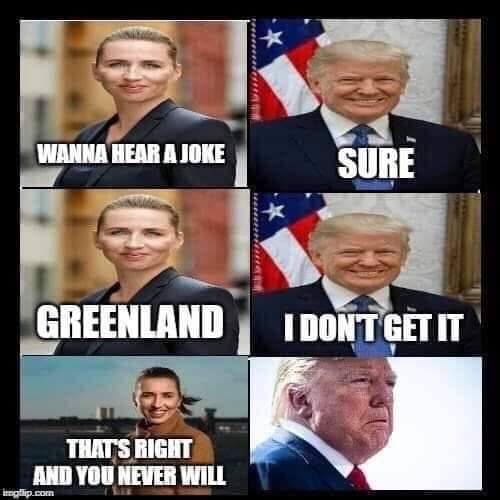 WANNA HEAR A JOKE
SURE
GREENLAND
I DON'T GET IT
THAT'S RIGHT
AND YOU NEVER WILL
imgflip.com